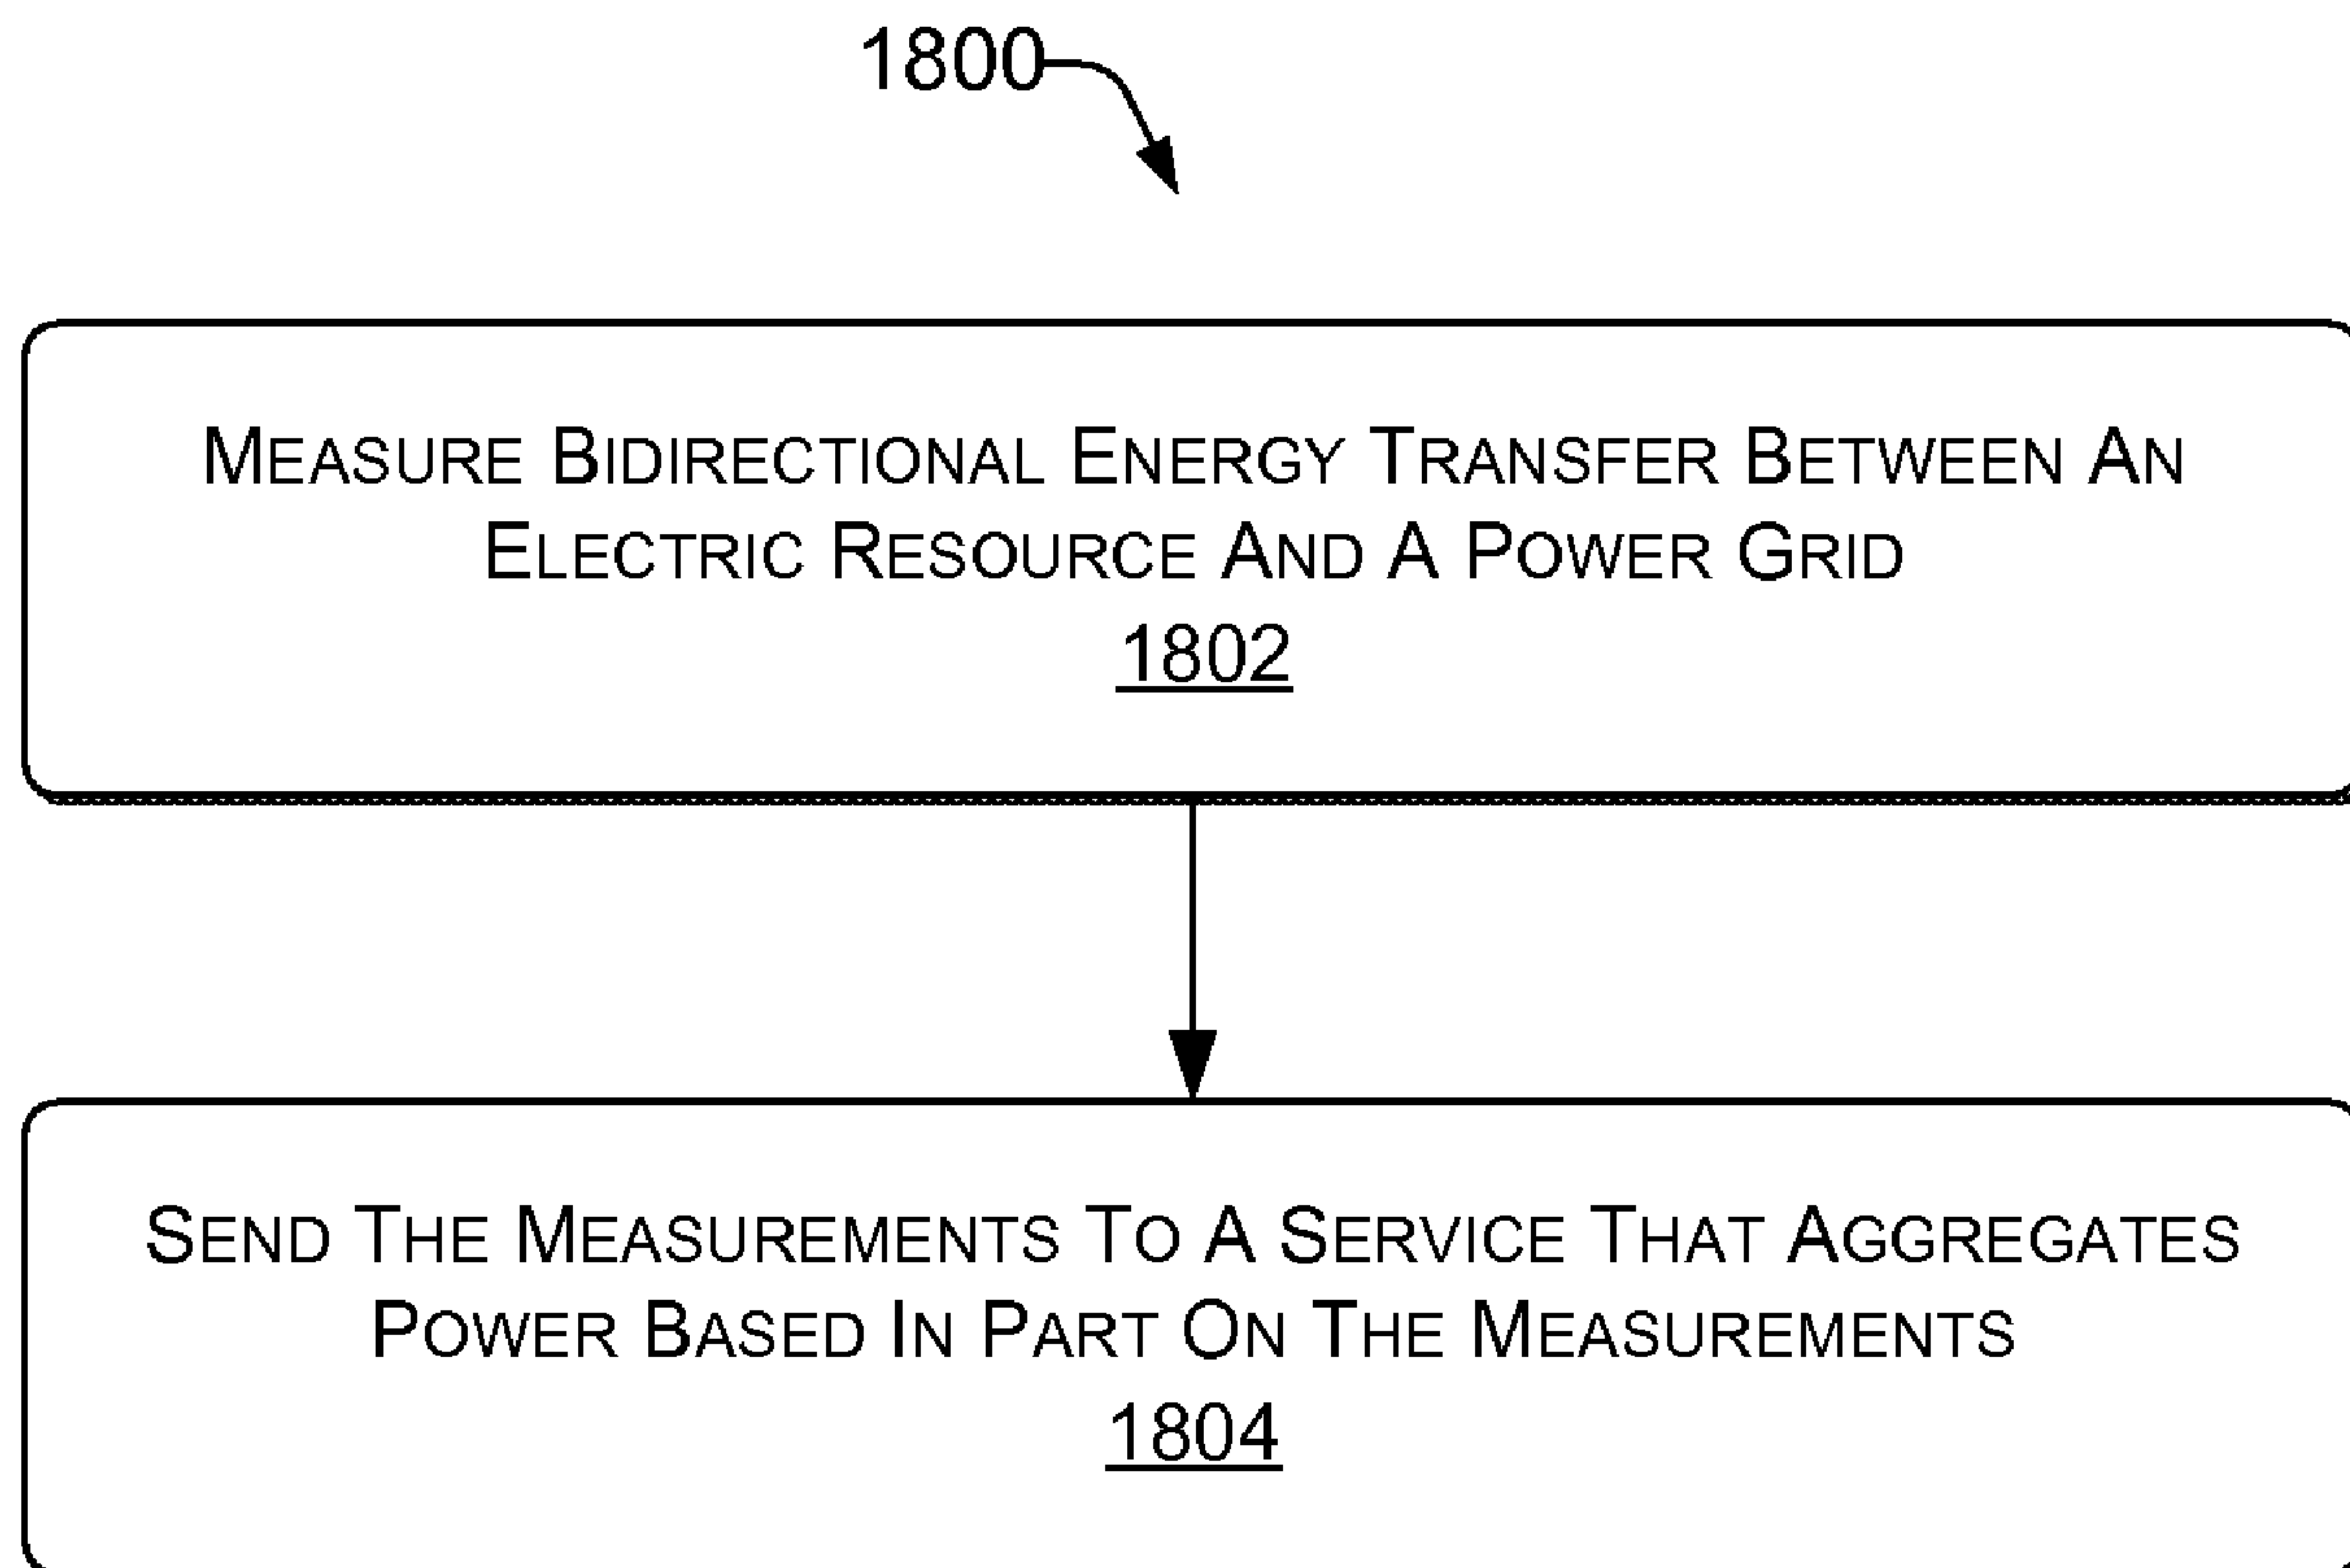 1800
MEASURE BIDIRECTIONAL ENERGY TRANSFER BETWEEN AN
ELECTRIC RESOURCE AND A POWER GRID
1802
SEND THE MEASUREMENTS TO A SERVICE THAT AGGREGATES
POWER BASED IN PART ON THE MEASUREMENTS
1804